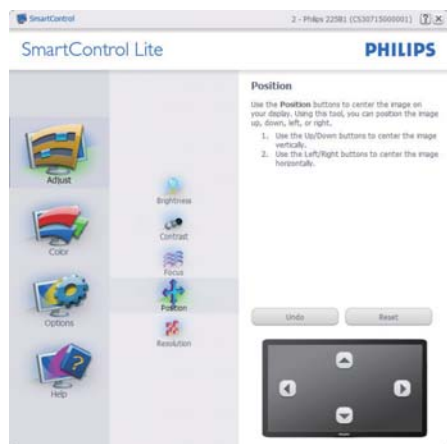 SmartControl
2 - Philips 225B1 (CS30715000001)
SmartControl Lite
PHILIPS
Adjust
Color
Options
Help
Brightness
Contrast
Focus
Position
Resolution
Position
Use the Position buttons to center the image on
your display. Using this tool, you can position the image
up, down, left, or right.
1. Use the Up/Down buttons to center the image
vertically.
2. Use the Left/Right buttons to center the image
horizontally.
Undo
Reset